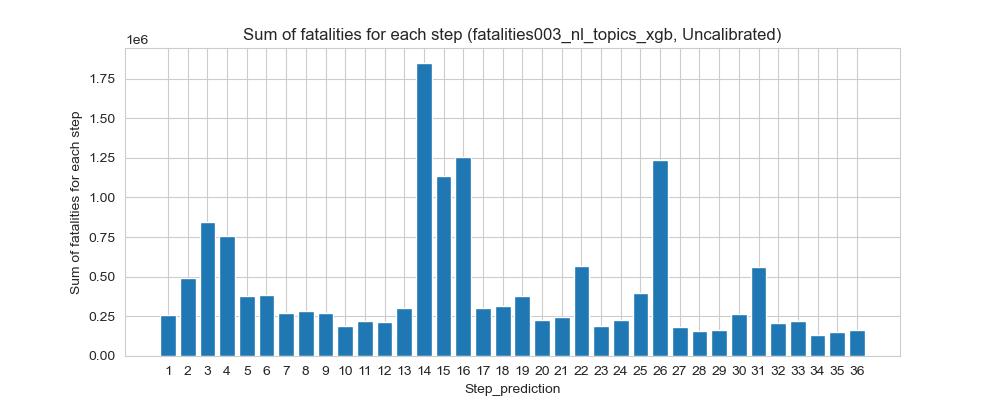 Sum of fatalities for each step (fatalities003_nl_topics_xgb, Uncalibrated)
1e6
1.75
1.50
1.25
1.00
0.75
0.50
0.25
0.00
Sum of fatalities for each step
1 2 3 4 5 6 7 8 9 10 11 12 13 14 15 16 17 18 19 20 21 22 23 24 25 26 27 28 29 30 31 32 33 34 35 36
Step_prediction